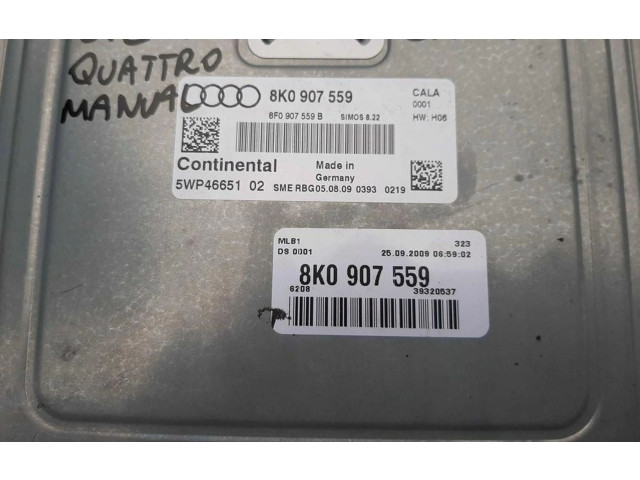 QUATTRO
MANUAL
8K0 907 559
CALA
0001
8F0 907 559 B SIMOS 8.22
HW: H06
Continental
Made in
Germany
5WP46651 02 SME RBG05.08.09 0393 0219
MLB1 323
DS 0001 25.09.2009 06:59:02
8K0 907 559
6208 39320537